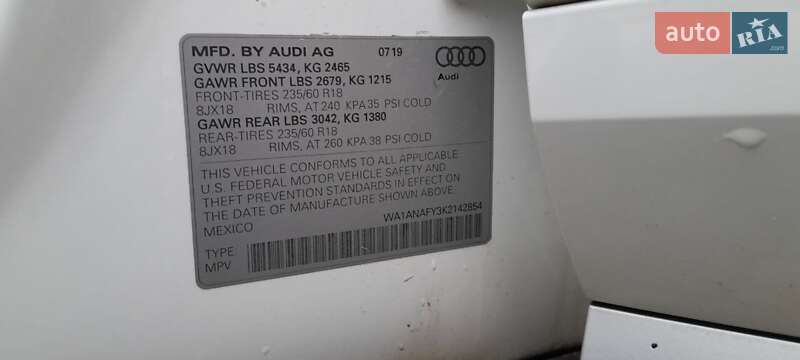 MFD. BY AUDI AG 0719
GVWR LBS 5434, KG 2465
GAWR FRONT LBS 2679, KG 1215
FRONT-TIRES 235/60 R18
8JX18 RIMS, AT 240 KPA 35 PSI COLD
GAWR REAR LBS 3042, KG 1380
REAR-TIRES 235/60 R18
8JX18 RIMS, AT 260 KPA 38 PSI COLD
Audi
THIS VEHICLE CONFORMS TO ALL APPLICABLE
U.S. FEDERAL MOTOR VEHICLE SAFETY AND
THEFT PREVENTION STANDARDS IN EFFECT ON
THE DATE OF MANUFACTURE SHOWN ABOVE.
MEXICO WA1ANAFY3K2142854
TYPE
MPV
auto RIA
.com